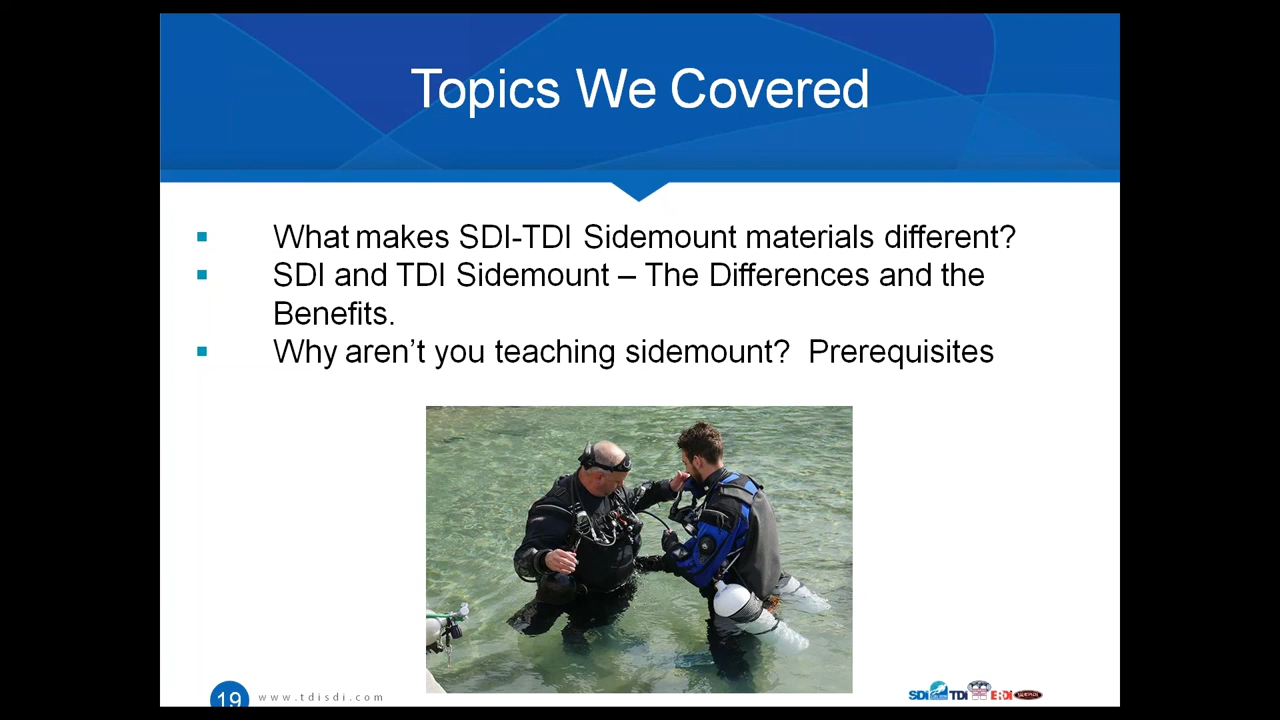 Topics We Covered
What makes SDI-TDI Sidemount materials different?
SDI and TDI Sidemount – The Differences and the
Benefits.
Why aren’t you teaching sidemount?  Prerequisites
19
www.tdisdi.com
SDI TDI ERDI